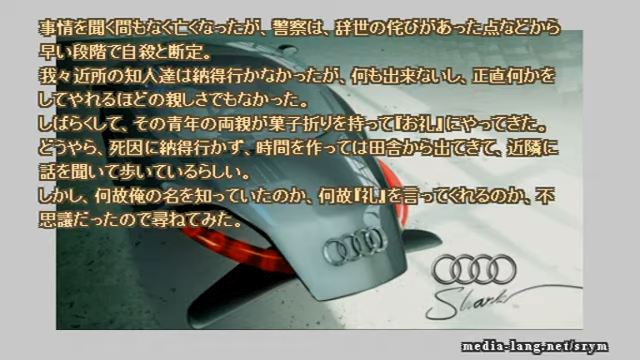 事情を聞く間もなく亡くなったが、警察は、辞世の侘びがあった点などから
早い段階で自殺と断定。
我々近所の知人達は納得行かなかったが、何も出来ないし、正直何かを
してやれるほどの親しさでもなかった。
しばらくして、その青年の両親が菓子折りを持って『お礼』にやってきた。
どうやら、死因に納得行かず、時間を作っては田舎から出てきて、近隣に
話を聞いて歩いているらしい。
しかし、何故俺の名を知っていたのか、何故『礼』を言ってくれるのか、不
思議だったので尋ねてみた。
Shark
media-lang-net/srym